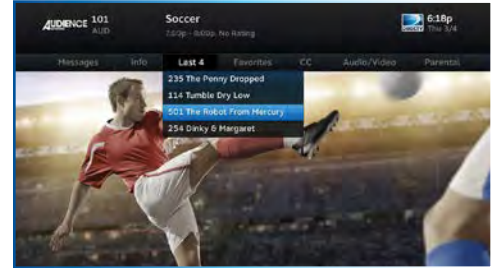 AUDIENCE 101
AUD
Soccer
7:00p - 8:00p, No Rating
DIRECTV
6:18p
Thu 3/4
Messages Info Last 4 Favorites CC Audio/Video Parental
235 The Penny Dropped
114 Tumble Dry Low
501 The Robot From Mercury
254 Dinky & Margaret